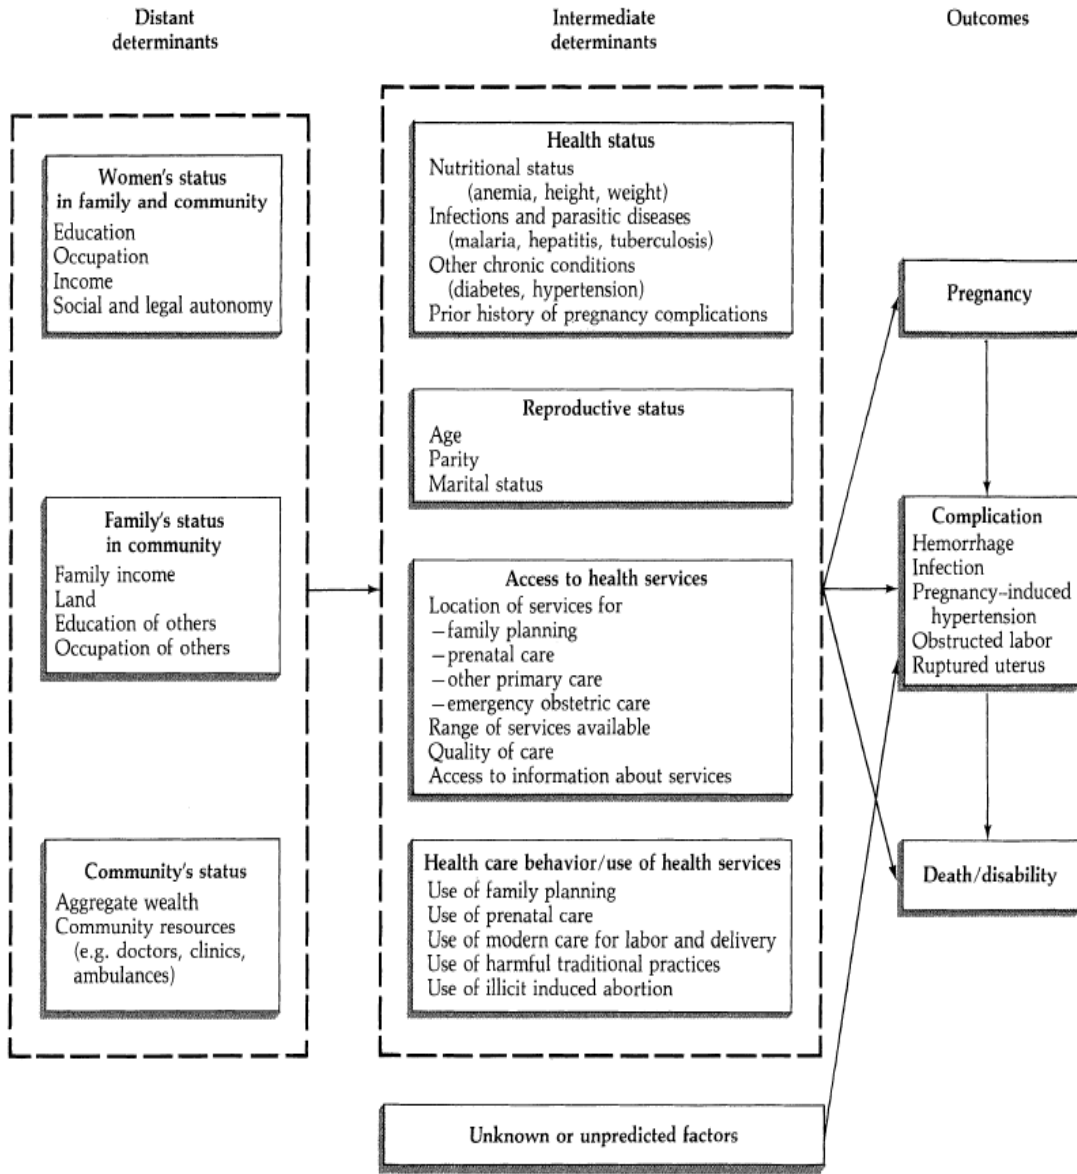 Distant
determinants
Intermediate
determinants
Outcomes
Women's status
in family and community
Education
Occupation
Income
Social and legal autonomy
Family's status
in community
Family income
Land
Education of others
Occupation of others
Community's status
Aggregate wealth
Community resources
(e.g. doctors, clinics,
ambulances)
Health status
Nutritional status
(anemia, height, weight)
Infections and parasitic diseases
(malaria, hepatitis, tuberculosis)
Other chronic conditions
(diabetes, hypertension)
Prior history of pregnancy complications
Reproductive status
Age
Parity
Marital status
Access to health services
Location of services for
—family planning
—prenatal care
—other primary care
—emergency obstetric care
Range of services available
Quality of care
Access to information about services
Health care behavior/use of health services
Use of family planning
Use of prenatal care
Use of modern care for labor and delivery
Use of harmful traditional practices
Use of illicit induced abortion
Unknown or unpredicted factors
Pregnancy
Complication
Hemorrhage
Infection
Pregnancy-induced
hypertension
Obstructed labor
Ruptured uterus
Death/disability